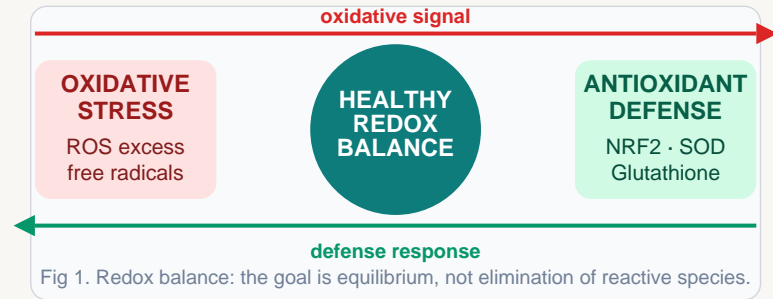 oxidative signal
OXIDATIVE
STRESS
ROS excess
free radicals
HEALTHY
REDOX
BALANCE
ANTIOXIDANT
DEFENSE
NRF2 · SOD
Glutathione
defense response
Fig 1. Redox balance: the goal is equilibrium, not elimination of reactive species.